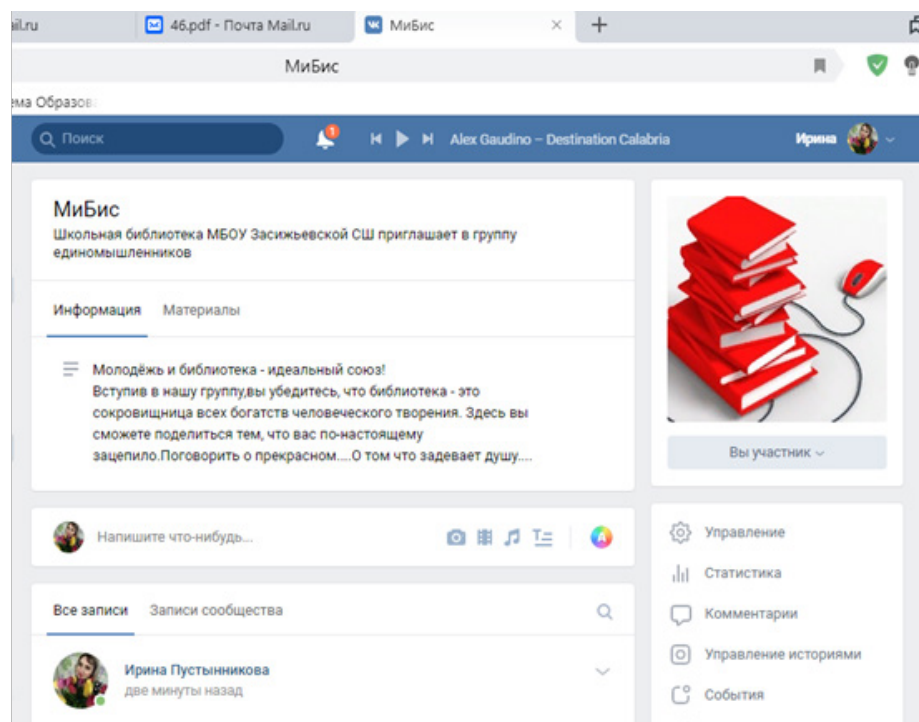 il.ru
46.pdf - Почта Mail.ru
МиБис
МиБис
ема Образов
Поиск
1
Alex Gaudino – Destination Calabria
Ирина
МиБис
Школьная библиотека МБОУ Засижьевской СШ приглашает в группу
единомышленников
Информация
Материалы
Молодёжь и библиотека - идеальный союз!
Вступив в нашу группу,вы убедитесь, что библиотека - это
сокровищница всех богатств человеческого творения. Здесь вы
сможете поделиться тем, что вас по-настоящему
зацепило.Поговорить о прекрасном....О том что задевает душу....
Вы участник
Напишите что-нибудь...
Управление
Статистика
Комментарии
Управление историями
События
Все записи
Записи сообщества
Ирина Пустынникова
две минуты назад